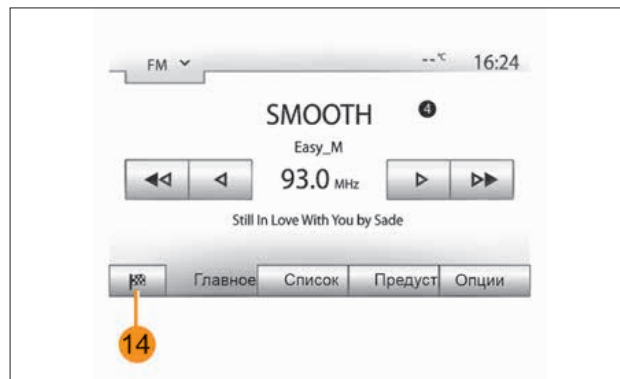 FM --°C 16:24
SMOOTH 4
Easy_M
93.0 MHz
Still In Love With You by Sade
Главное Список Предуст Опции
14